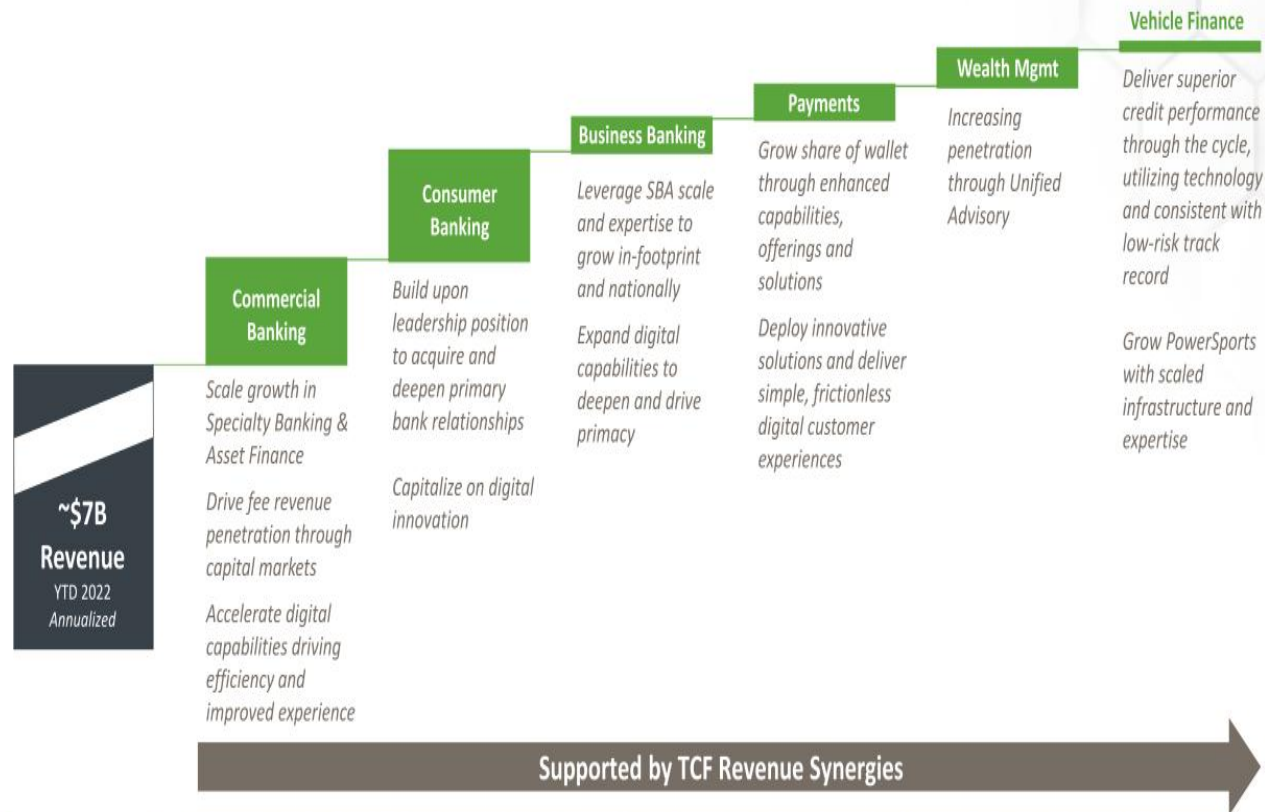 ~$7B
Revenue
YTD 2022
Annualized
Commercial
Banking
Scale growth in
Specialty Banking &
Asset Finance
Drive fee revenue
penetration through
capital markets
Accelerate digital
capabilities driving
efficiency and
improved experience
Consumer
Banking
Build upon
leadership position
to acquire and
deepen primary
bank relationships
Capitalize on digital
innovation
Business Banking
Leverage SBA scale
and expertise to
grow in-footprint
and nationally
Expand digital
capabilities to
deepen and drive
primacy
Payments
Grow share of wallet
through enhanced
capabilities,
offerings and
solutions
Deploy innovative
solutions and deliver
simple, frictionless
digital customer
experiences
Wealth Mgmt
Increasing
penetration
through Unified
Advisory
Vehicle Finance
Deliver superior
credit performance
through the cycle,
utilizing technology
and consistent with
low-risk track
record
Grow PowerSports
with scaled
infrastructure and
expertise
Supported by TCF Revenue Synergies